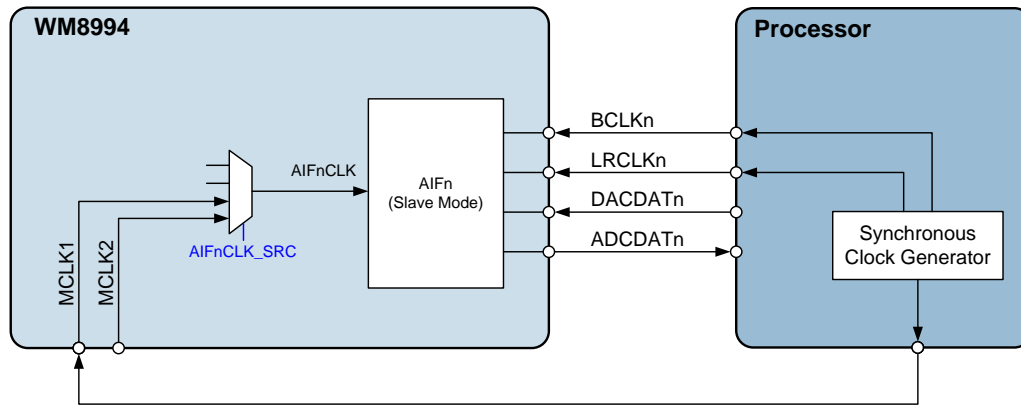 WM8994
Processor
BCLKn
LRCLKn
DACDATn
ADCDATn
AIFnCLK
AIFn
(Slave Mode)
AIFnCLK_SRC
MCLK1
MCLK2
Synchronous
Clock Generator